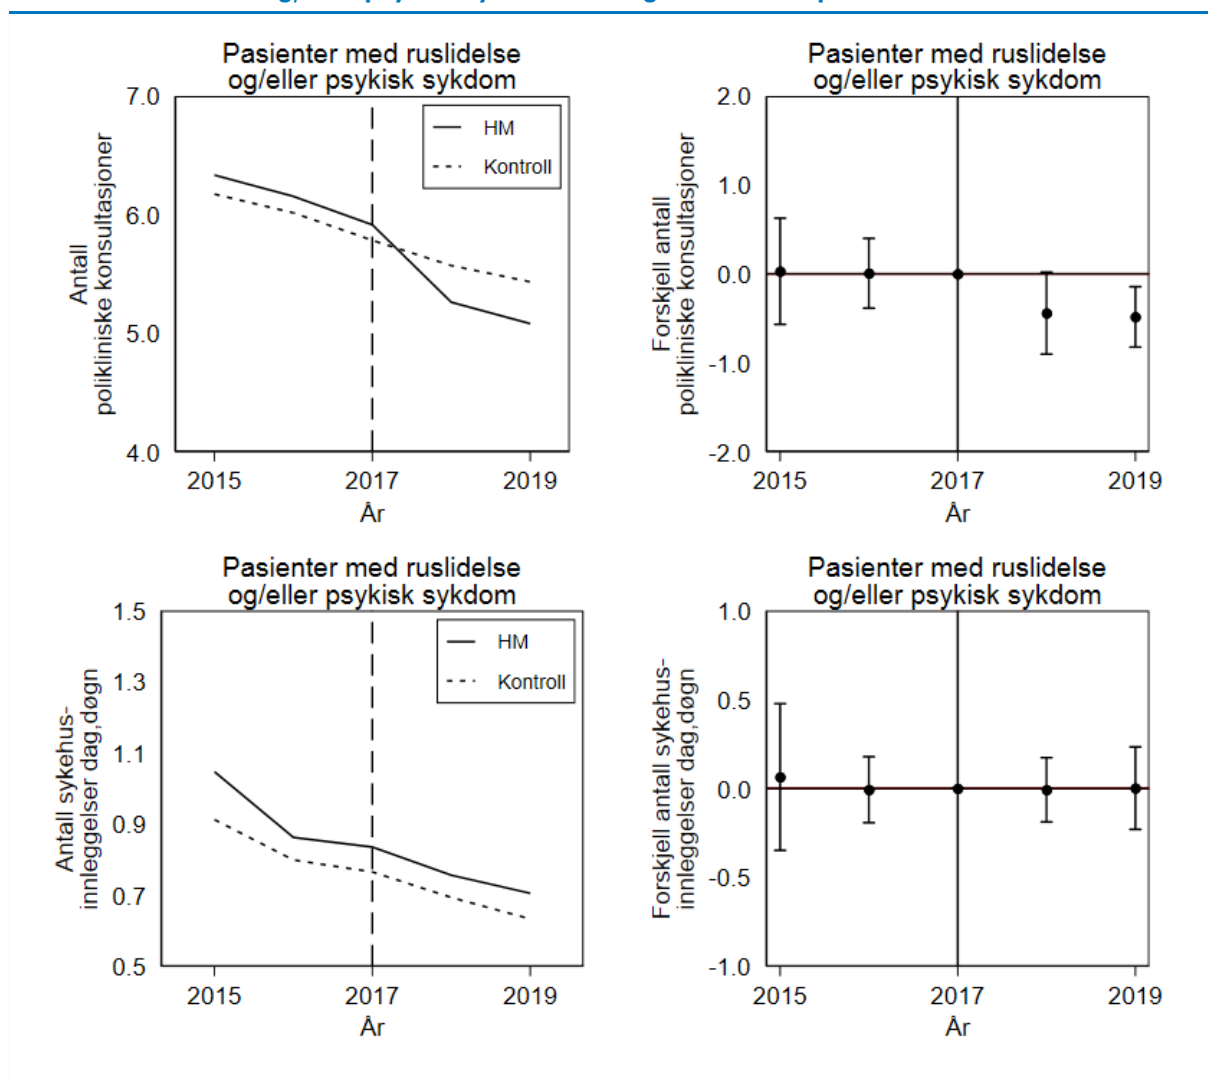 Pasienter med ruslidelse
og/eller psykisk sykdom
7.0
6.0
5.0
4.0
Antall
polikliniske konsultasjoner
HM
Kontroll
2015
2017
2019
År
Pasienter med ruslidelse
og/eller psykisk sykdom
2.0
1.0
0.0
-1.0
-2.0
Forskjell antall
polikliniske konsultasjoner
2015
2017
2019
År
Pasienter med ruslidelse
og/eller psykisk sykdom
1.5
1.3
1.1
0.9
0.7
0.5
Antall sykehus-
innleggelser dag,døgn
HM
Kontroll
2015
2017
2019
År
Pasienter med ruslidelse
og/eller psykisk sykdom
1.0
0.5
0.0
-0.5
-1.0
Forskjell antall sykehus-
innleggelser dag,døgn
2015
2017
2019
År